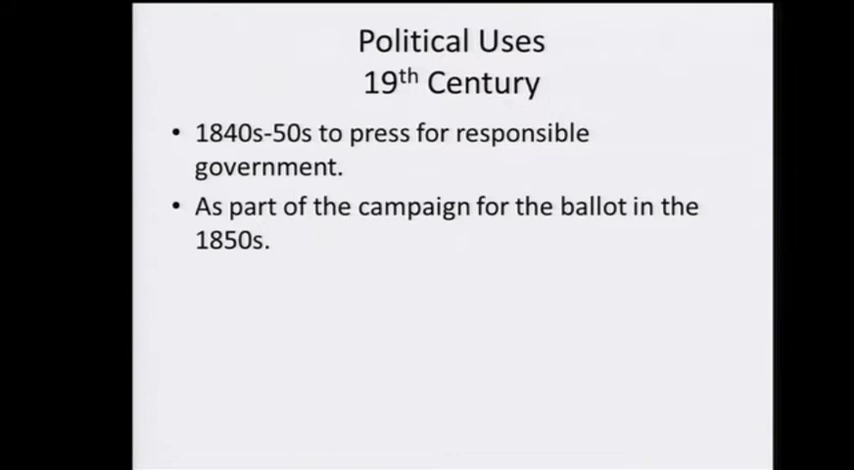 Political Uses
19th Century
• 1840s-50s to press for responsible
government.
• As part of the campaign for the ballot in the
1850s.